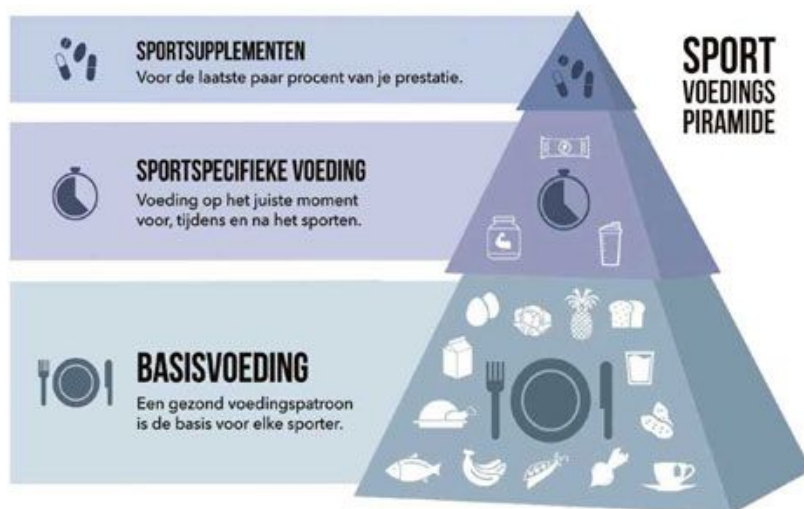 SPORTSUPPLEMENTEN
Voor de laatste paar procent van je prestatie.
SPORT
VOEDINGS
PIRAMIDE
SPORTSPECIFIEKE VOEDING
Voeding op het juiste moment
voor, tijdens en na het sporten.
BASISVOEDING
Een gezond voedingspatroon
is de basis voor elke sporter.